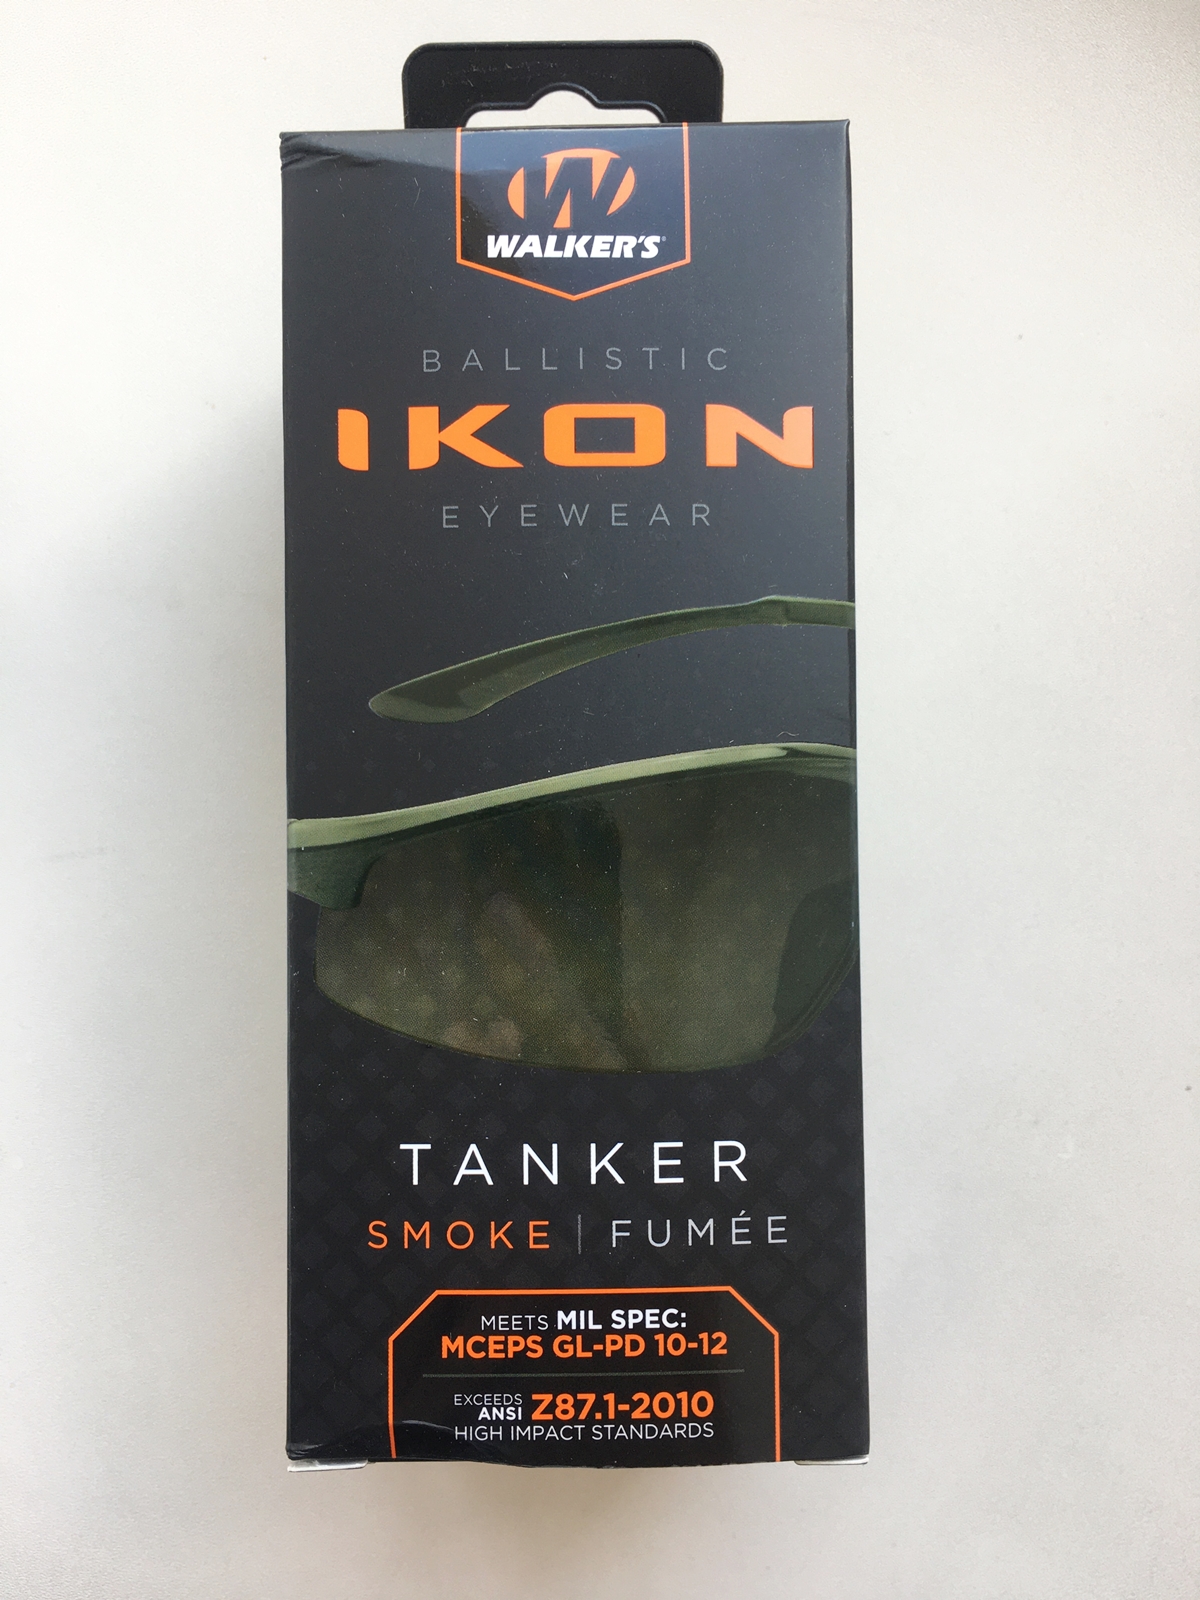 W
WALKER'S
BALLISTIC
IKON
EYEWEAR
TANKER
SMOKE | FUMÉE
MEETS MIL SPEC:
MCEPS GL-PD 10-12
EXCEEDS
ANSI Z87.1-2010
HIGH IMPACT STANDARDS